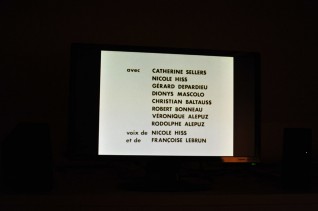 avec CATHERINE SELLERS
NICOLE HISS
GÉRARD DEPARDIEU
DIONYS MASCOLO
CHRISTIAN BALTAUSS
ROBERT BONNEAU
VÉRONIQUE ALEPUZ
RODOLPHE ALEPUZ
voix de NICOLE HISS
et de FRANÇOISE LEBRUN